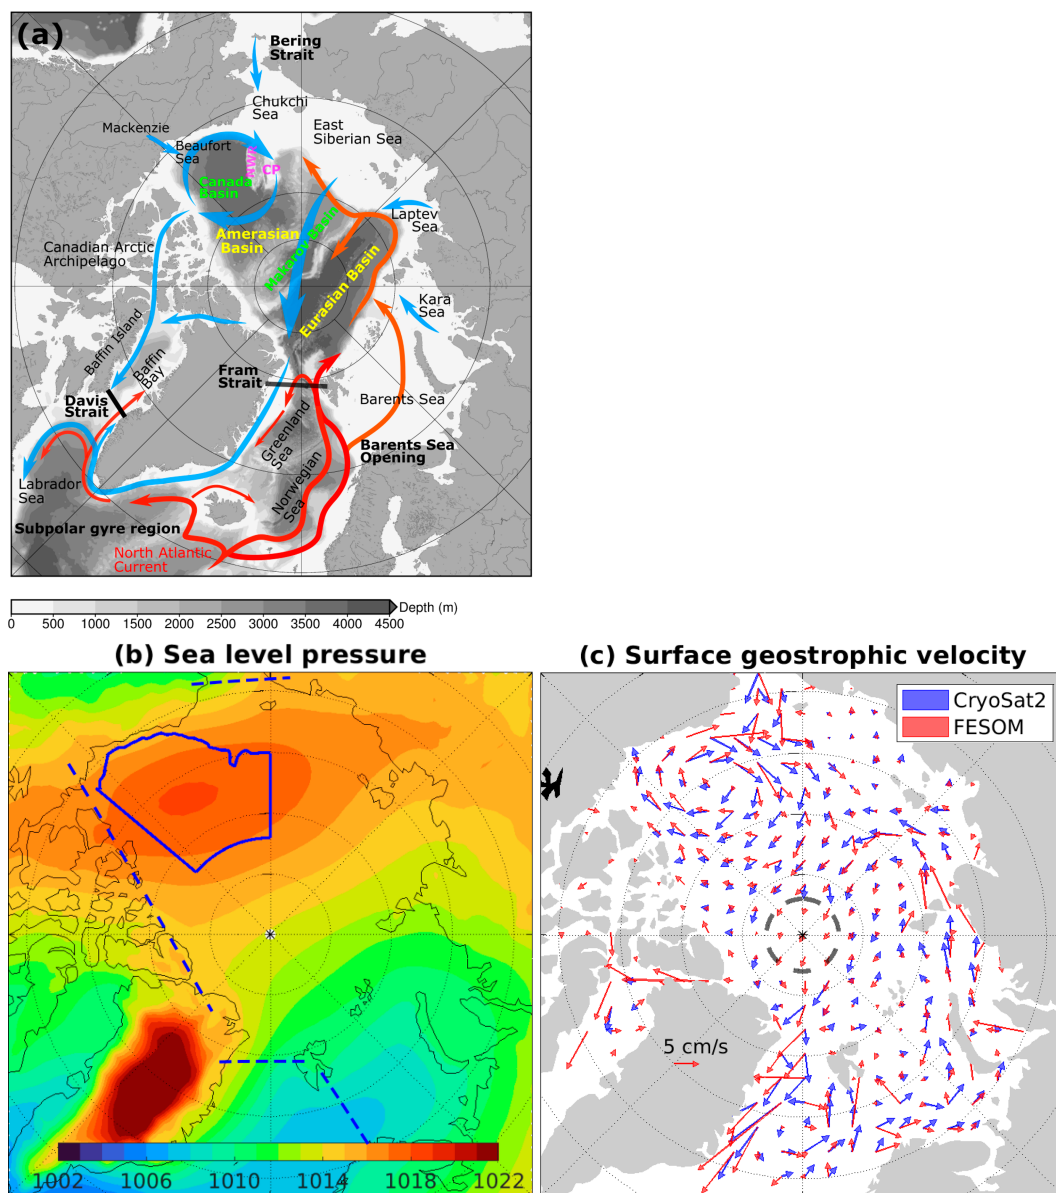 (a)
Bering
Strait
Chukchi
Sea
Mackenzie
East
Siberian Sea
Beaufort
Sea
NWR
CP
Canada
Basin
Laptev
Sea
Amerasian
Basin
Makarov Basin
Canadian Arctic
Archipelago
Eurasian Basin
Kara
Sea
Baffin Island
Baffin
Bay
Fram
Strait
Davis
Strait
Barents Sea
Greenland
Sea
Barents Sea
Opening
Norwegian
Sea
Labrador
Sea
Subpolar gyre region
North Atlantic
Current
Depth (m)
0 500 1000 1500 2000 2500 3000 3500 4000 4500
(b) Sea level pressure
1002 1006 1010 1014 1018 1022
(c) Surface geostrophic velocity
CryoSat2
FESOM
5 cm/s